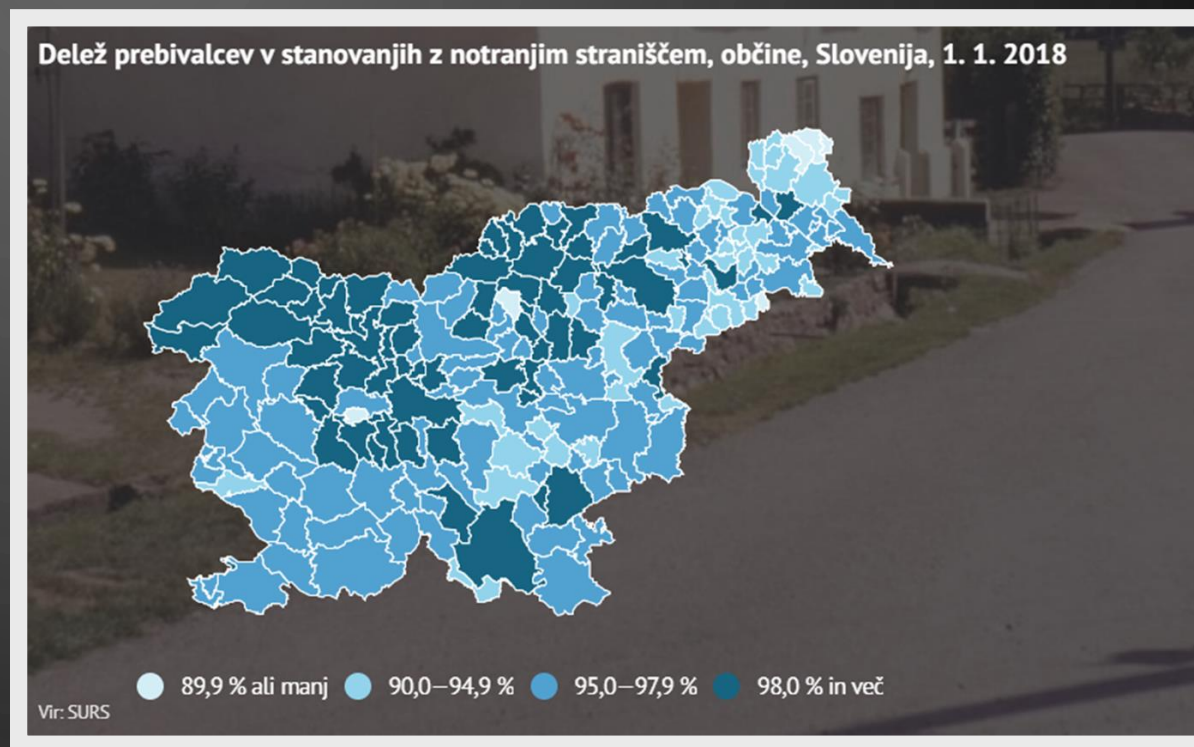 Delež prebivalcev v stanovanjih z notranjim straniščem, občine, Slovenija, 1. 1. 2018
89,9 % ali manj 90,0–94,9 % 95,0–97,9 % 98,0 % in več
Vir: SURS